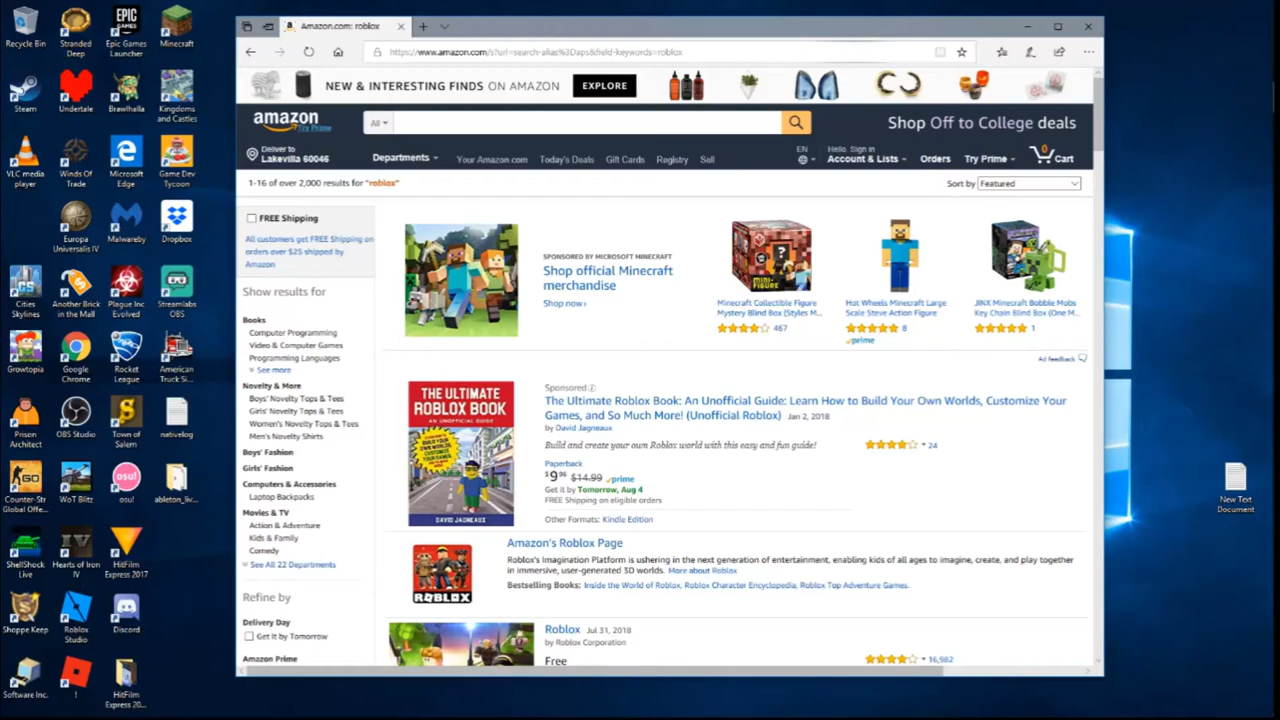 Recycle Bin
Stranded Deep
Epic Games Launcher
Minecraft
Steam
Undertale
Brawlhalla
Kingdoms and Castles
VLC media player
Winds Of Trade
Microsoft Edge
Game Dev Tycoon
Europa Universalis IV
Malwareby
Dropbox
Cities Skylines
Another Brick in the Mall
Plague Inc Evolved
Streamlabs OBS
Growtopia
Google Chrome
Rocket League
American Truck Si...
Prison Architect
OBS Studio
Town of Salem
nativelog
Counter-Str Global Offe...
WoT Blitz
osu!
ableton_liv...
ShellShock Live
Hearts of Iron IV
HitFilm Express 2017
Shoppe Keep
Roblox Studio
Discord
Software Inc.
!
HitFilm Express 20...
New Text Document
Amazon.com: roblox
https://www.amazon.com/s?url=search-alias%3Daps&field-keywords=roblox
NEW & INTERESTING FINDS ON AMAZON
EXPLORE
amazon
Try Prime
All
Shop Off to College deals
Deliver to
Lakevilla 60046
Departments
Your Amazon.com
Today's Deals
Gift Cards
Registry
Sell
EN
Hello. Sign in
Account & Lists
Orders
Try Prime
0
Cart
1-16 of over 2,000 results for "roblox"
Sort by Featured
FREE Shipping
All customers get FREE Shipping on
orders over $25 shipped by
Amazon
Show results for
Books
Computer Programming
Video & Computer Games
Programming Languages
See more
Novelty & More
Boys' Novelty Tops & Tees
Girls' Novelty Tops & Tees
Women's Novelty Tops & Tees
Men's Novelty Shirts
Boys' Fashion
Girls' Fashion
Computers & Accessories
Laptop Backpacks
Movies & TV
Action & Adventure
Kids & Family
Comedy
See All 22 Departments
Refine by
Delivery Day
Get It by Tomorrow
Amazon Prime
SPONSORED BY MICROSOFT MINECRAFT
Shop official Minecraft
merchandise
Shop now ›
Minecraft Collectible Figure
Mystery Blind Box (Styles M...
467
Hot Wheels Minecraft Large
Scale Steve Action Figure
8
prime
JINX Minecraft Bobble Mobs
Key Chain Blind Box (One M...
1
Ad feedback
THE ULTIMATE
ROBLOX BOOK
AN UNOFFICIAL GUIDE
DAVID JAGNEAUX
Sponsored
The Ultimate Roblox Book: An Unofficial Guide: Learn How to Build Your Own Worlds, Customize Your
Games, and So Much More! (Unofficial Roblox) Jan 2, 2018
by David Jagneaux
Build and create your own Roblox world with this easy and fun guide!
24
Paperback
$9 96 $14.99 prime
Get it by Tomorrow, Aug 4
FREE Shipping on eligible orders
Other Formats: Kindle Edition
ROBLOX
Amazon's Roblox Page
Roblox's Imagination Platform is ushering in the next generation of entertainment, enabling kids of all ages to imagine, create, and play together
in immersive, user-generated 3D worlds. More about Roblox
Bestselling Books: Inside the World of Roblox, Roblox Character Encyclopedia, Roblox Top Adventure Games.
Roblox Jul 31, 2018
by Roblox Corporation
Free
16,982